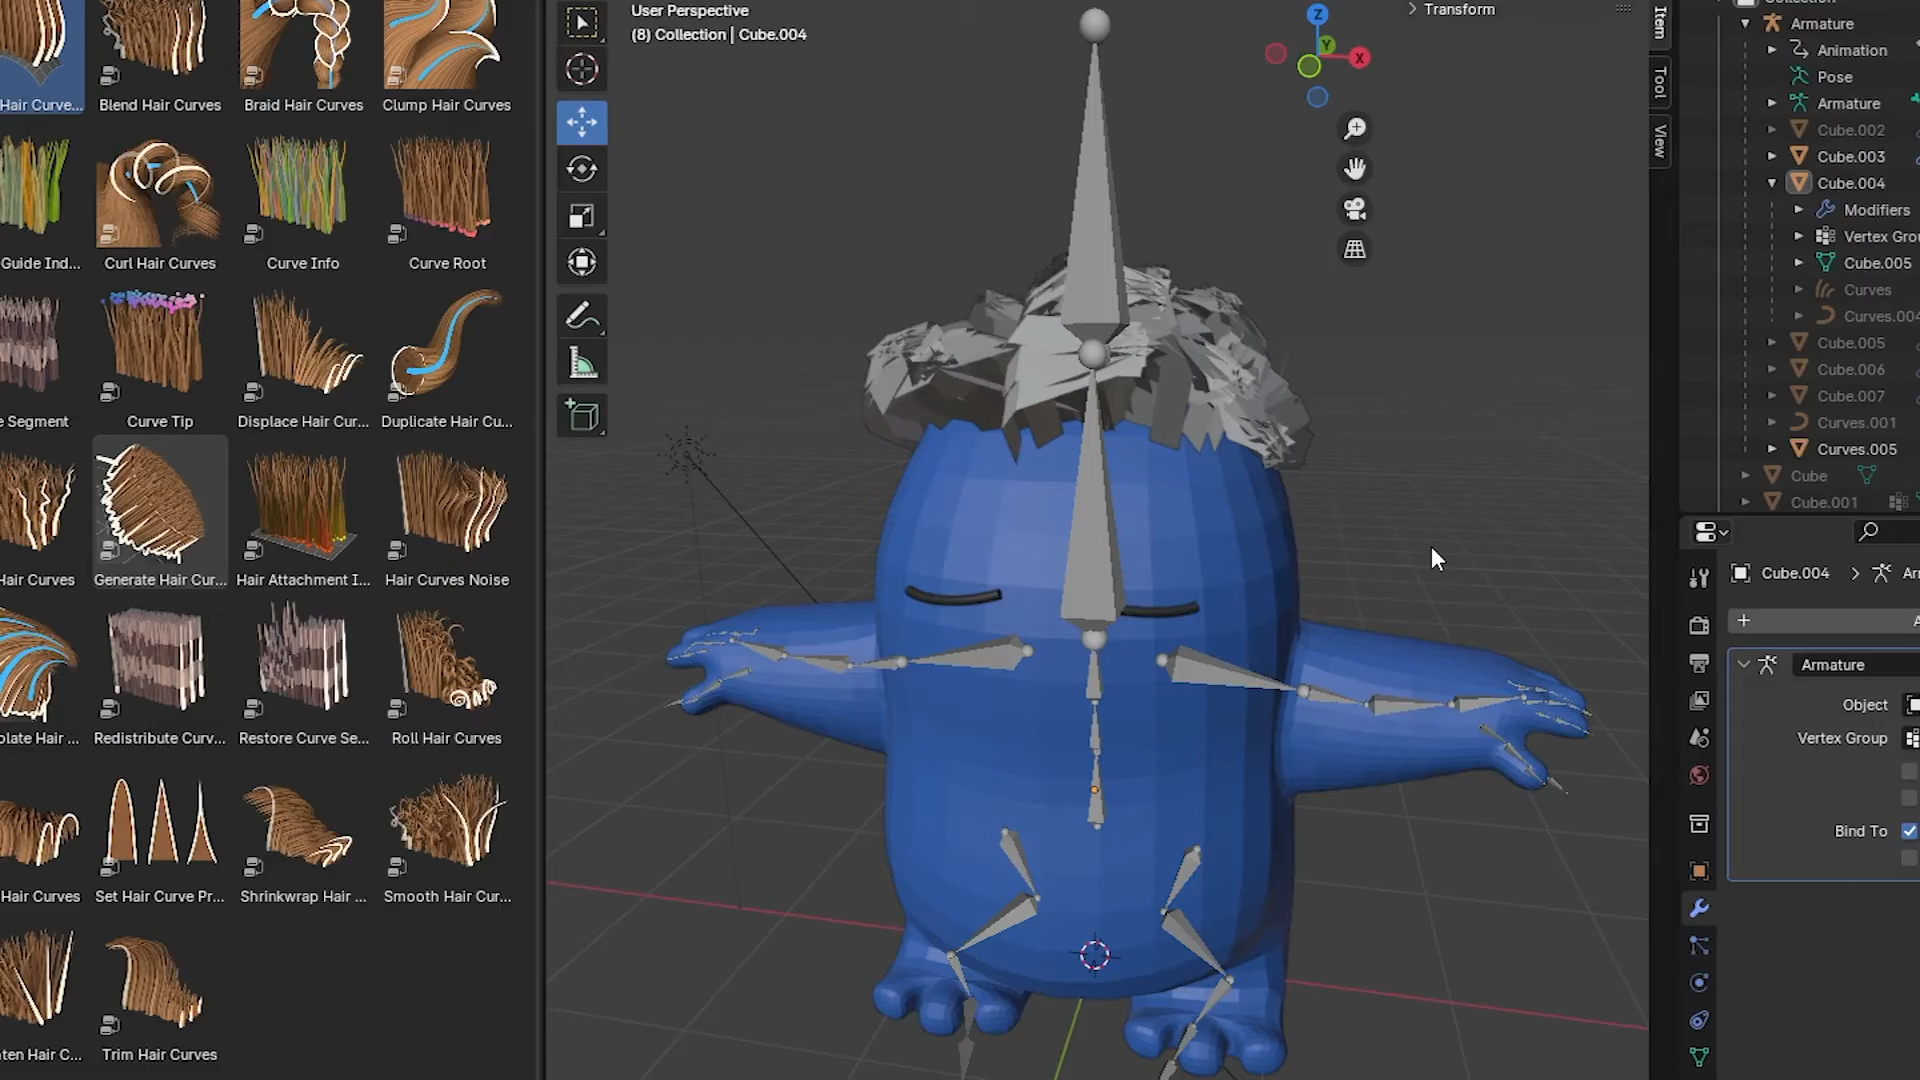 Hair Curve...
Blend Hair Curves
Braid Hair Curves
Clump Hair Curves
Guide Ind...
Curl Hair Curves
Curve Info
Curve Root
Segment
Curve Tip
Displace Hair Cur...
Duplicate Hair Cu...
Hair Curves
Generate Hair Cur...
Hair Attachment I...
Hair Curves Noise
olate Hair ...
Redistribute Curv...
Restore Curve Se...
Roll Hair Curves
Hair Curves
Set Hair Curve Pr...
Shrinkwrap Hair ...
Smooth Hair Cur...
ten Hair C...
Trim Hair Curves
User Perspective
(8) Collection | Cube.004
Z
Y
X
Transform
Item
Tool
View
Collection
Armature
Animation
Pose
Armature
Cube.002
Cube.003
Cube.004
Modifiers
Vertex Grou
Cube.005
Curves
Curves.004
Cube.005
Cube.006
Cube.007
Curves.001
Curves.005
Cube
Cube.001
Cube.004 > Ar
+ A
Armature
Object
Vertex Group
Bind To